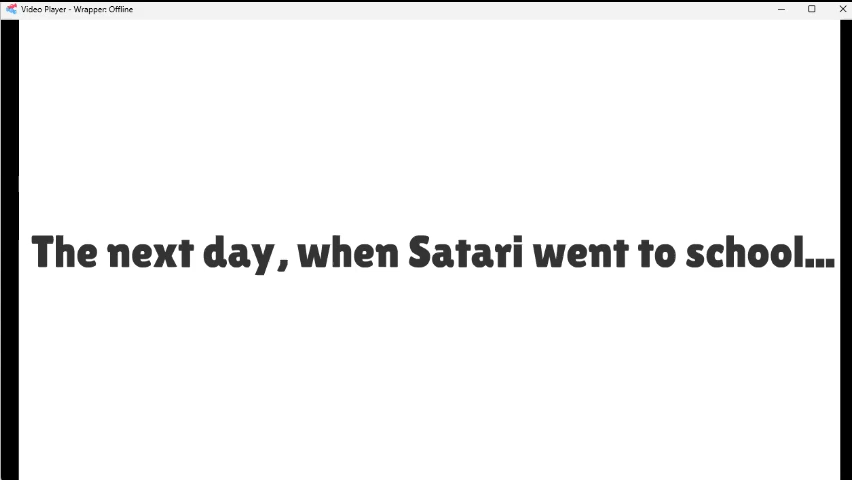 Video Player - Wrapper: Offline
The next day, when Satari went to school...